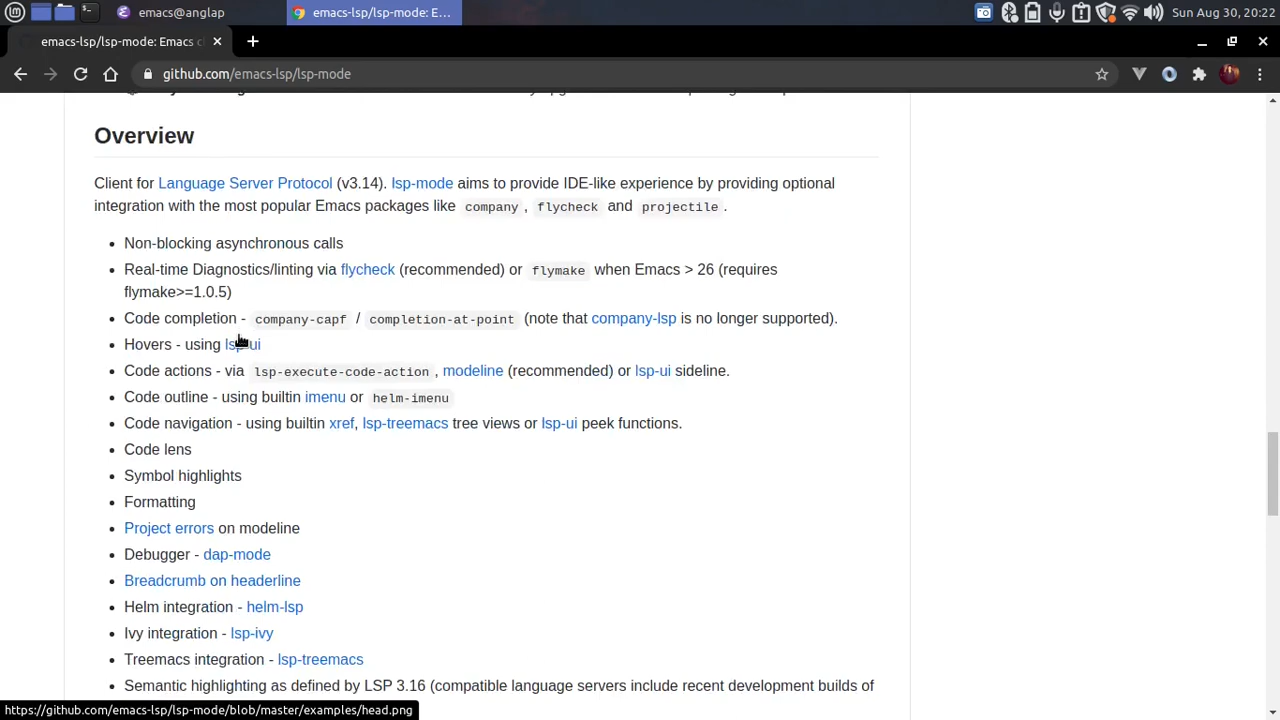 emacs@anglap
emacs-lsp/lsp-mode: E...
Sun Aug 30, 20:22
emacs-lsp/lsp-mode: Emacs c
github.com/emacs-lsp/lsp-mode
Overview
Client for Language Server Protocol (v3.14). lsp-mode aims to provide IDE-like experience by providing optional
integration with the most popular Emacs packages like company, flycheck and projectile.
• Non-blocking asynchronous calls
• Real-time Diagnostics/linting via flycheck (recommended) or flymake when Emacs > 26 (requires
flymake>=1.0.5)
• Code completion - company-capf / completion-at-point (note that company-lsp is no longer supported).
• Hovers - using lsp-ui
• Code actions - via lsp-execute-code-action, modeline (recommended) or lsp-ui sideline.
• Code outline - using builtin imenu or helm-imenu
• Code navigation - using builtin xref, lsp-treemacs tree views or lsp-ui peek functions.
• Code lens
• Symbol highlights
• Formatting
• Project errors on modeline
• Debugger - dap-mode
• Breadcrumb on headerline
• Helm integration - helm-lsp
• Ivy integration - lsp-ivy
• Treemacs integration - lsp-treemacs
• Semantic highlighting as defined by LSP 3.16 (compatible language servers include recent development builds of
https://github.com/emacs-lsp/lsp-mode/blob/master/examples/head.png